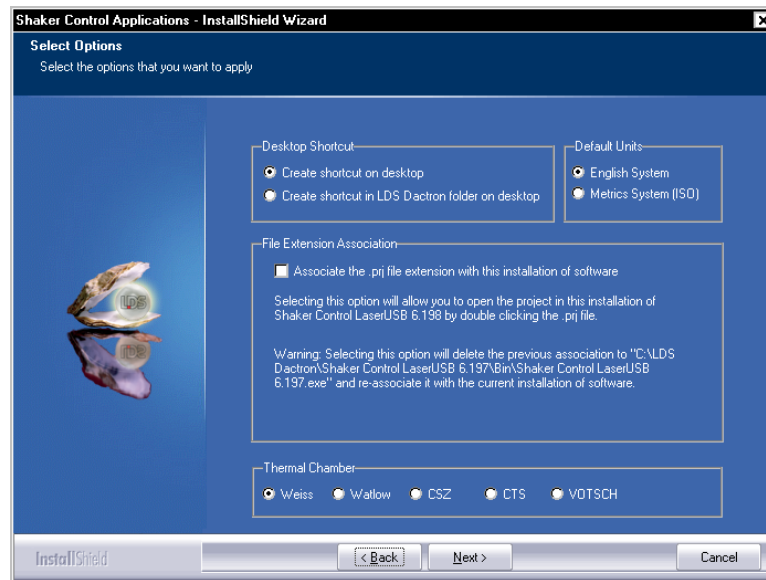 Shaker Control Applications - InstallShield Wizard
Select Options
Select the options that you want to apply
Desktop Shortcut
Create shortcut on desktop
Create shortcut in LDS Dactron folder on desktop
Default Units
English System
Metrics System (ISO)
File Extension Association
Associate the .prj file extension with this installation of software
Selecting this option will allow you to open the project in this installation of
Shaker Control LaserUSB 6.198 by double clicking the .prj file.
Warning: Selecting this option will delete the previous association to "C:\LDS
Dactron\Shaker Control LaserUSB 6.197\Bin\Shaker Control LaserUSB
6.197.exe" and re-associate it with the current installation of software.
LDS
Thermal Chamber
Weiss Watlow CSZ CTS VOTSCH
InstallShield
< Back Next > Cancel